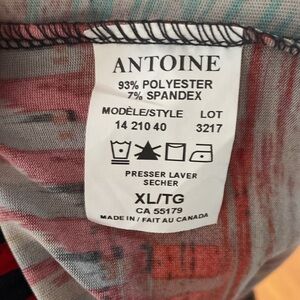 ANTOINE
93% POLYESTER
7% SPANDEX
MODÈLE/STYLE LOT
14 210 40 3217
PRESSER LAVER
SECHER
XL/TG
CA 55179
MADE IN / FAIT AU CANADA